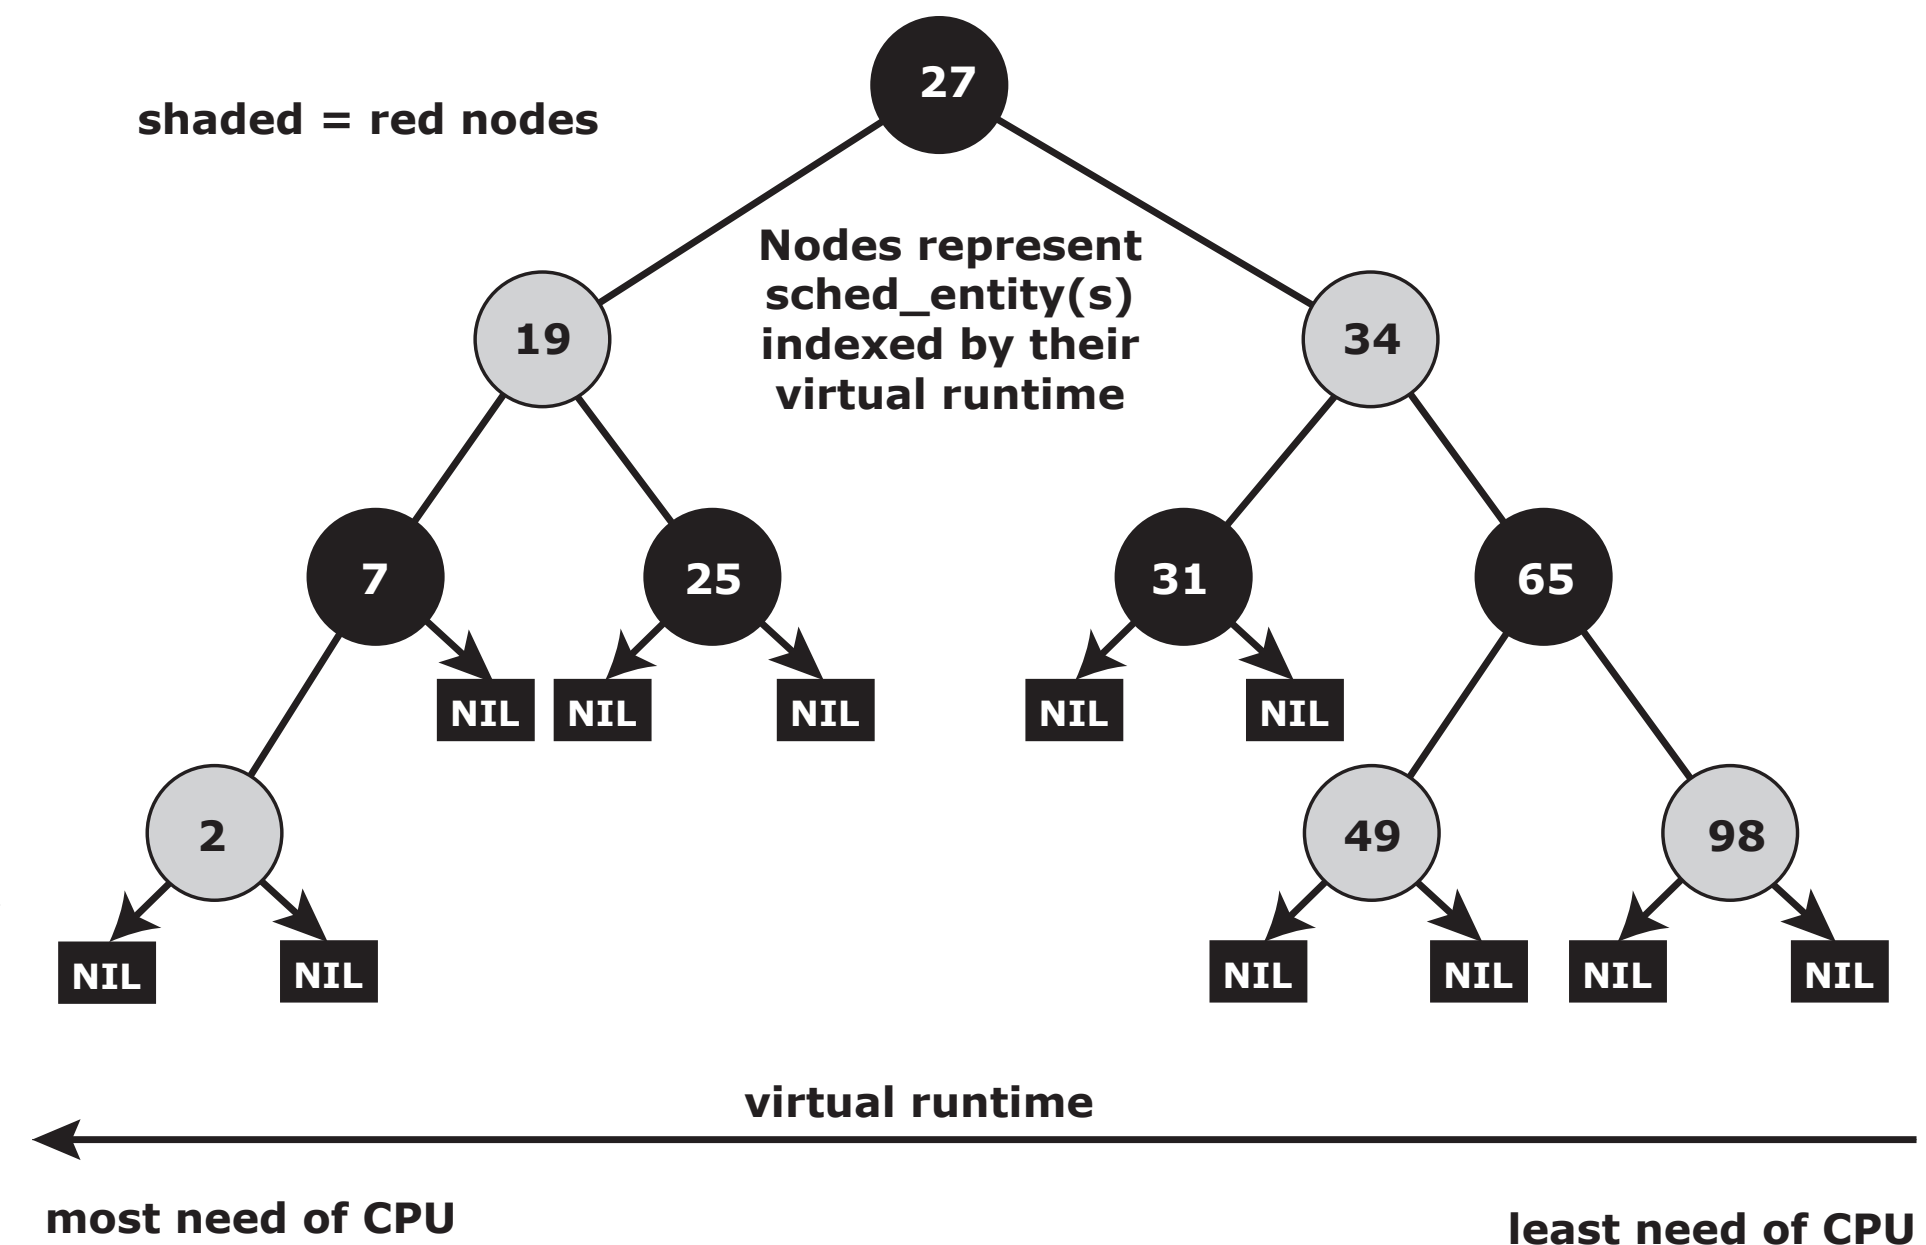 27
shaded = red nodes
Nodes represent
sched_entity(s)
indexed by their
virtual runtime
19
34
7
25
31
65
NIL
NIL
NIL
NIL
NIL
2
49
98
NIL
NIL
NIL
NIL
NIL
NIL
virtual runtime
most need of CPU
least need of CPU